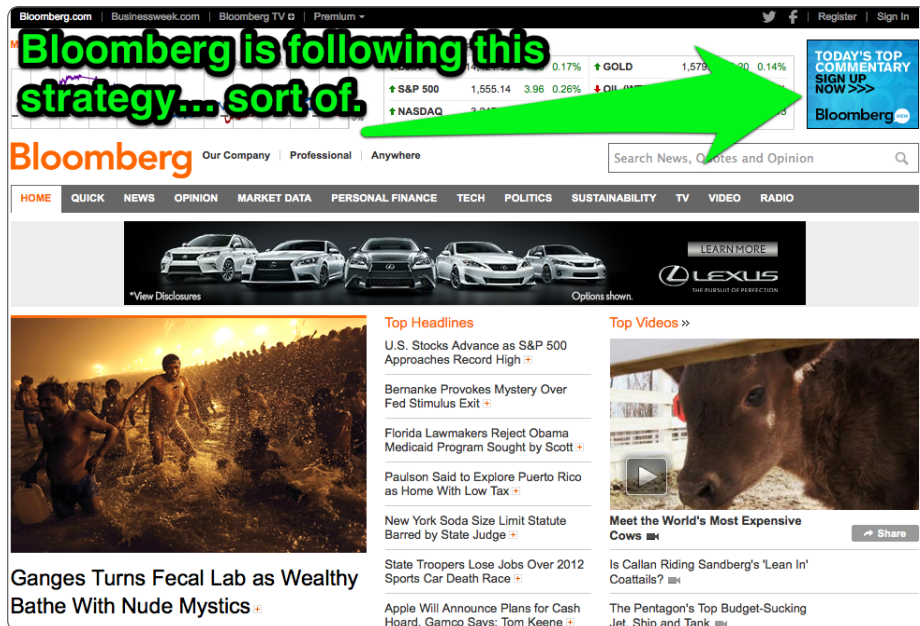 Bloomberg.com Businessweek.com Bloomberg TV Premium Register Sign In
Bloomberg is following this
strategy... sort of.
0.17% GOLD 0.14%
S&P 500 1,555.14 3.96 0.26%
NASDAQ
TODAY'S TOP
COMMENTARY
SIGN UP
NOW >>>
Bloomberg VIEW
Bloomberg Our Company Professional Anywhere
Search News, Quotes and Opinion
HOME QUICK NEWS OPINION MARKET DATA PERSONAL FINANCE TECH POLITICS SUSTAINABILITY TV VIDEO RADIO
LEARN MORE
LEXUS
THE PURSUIT OF PERFECTION
*View Disclosures Options shown.
Ganges Turns Fecal Lab as Wealthy
Bathe With Nude Mystics
Top Headlines
U.S. Stocks Advance as S&P 500
Approaches Record High
Bernanke Provokes Mystery Over
Fed Stimulus Exit
Florida Lawmakers Reject Obama
Medicaid Program Sought by Scott
Paulson Said to Explore Puerto Rico
as Home With Low Tax
New York Soda Size Limit Statute
Barred by State Judge
State Troopers Lose Jobs Over 2012
Sports Car Death Race
Apple Will Announce Plans for Cash
Hoard, Gamco Says: Tom Keene
Top Videos »
Meet the World's Most Expensive
Cows
Share
Is Callan Riding Sandberg's 'Lean In'
Coattails?
The Pentagon's Top Budget-Sucking
Jet, Ship and Tank